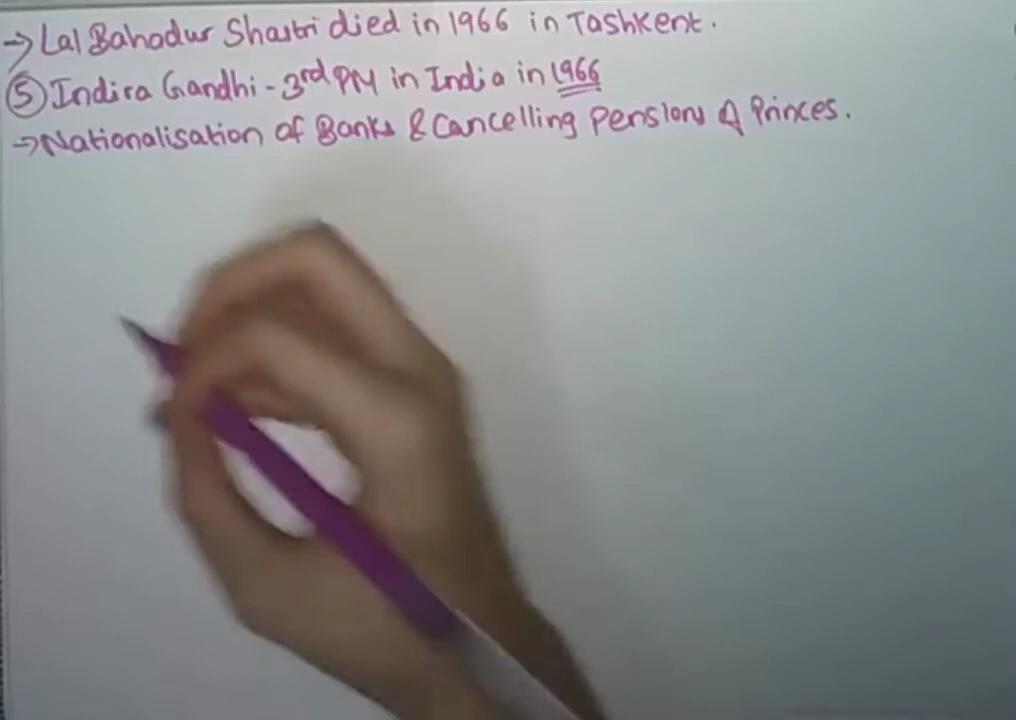 → Lal Bahodur Shastri died in 1966 in Tashkent.
⑤ Indira Gandhi - 3rd PM in India in 1966
→ Nationalisation of Banks & Cancelling Pensions of Princes.